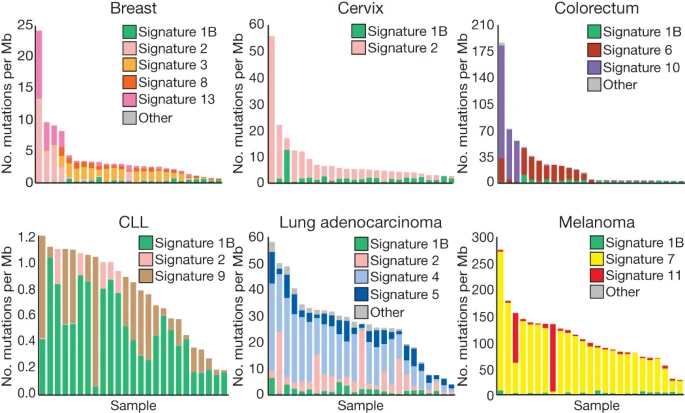 Breast
No. mutations per Mb
25
20
15
10
5
0
Signature 1B
Signature 2
Signature 3
Signature 8
Signature 13
Other
Cervix
No. mutations per Mb
60
50
40
30
20
10
0
Signature 1B
Signature 2
Colorectum
No. mutations per Mb
210
175
140
105
70
35
0
Signature 1B
Signature 6
Signature 10
Other
CLL
No. mutations per Mb
1.2
1.0
0.8
0.6
0.4
0.2
0.0
Signature 1B
Signature 2
Signature 9
Sample
Lung adenocarcinoma
No. mutations per Mb
60
50
40
30
20
10
0
Signature 1B
Signature 2
Signature 4
Signature 5
Other
Sample
Melanoma
No. mutations per Mb
300
250
200
150
100
50
0
Signature 1B
Signature 7
Signature 11
Other
Sample